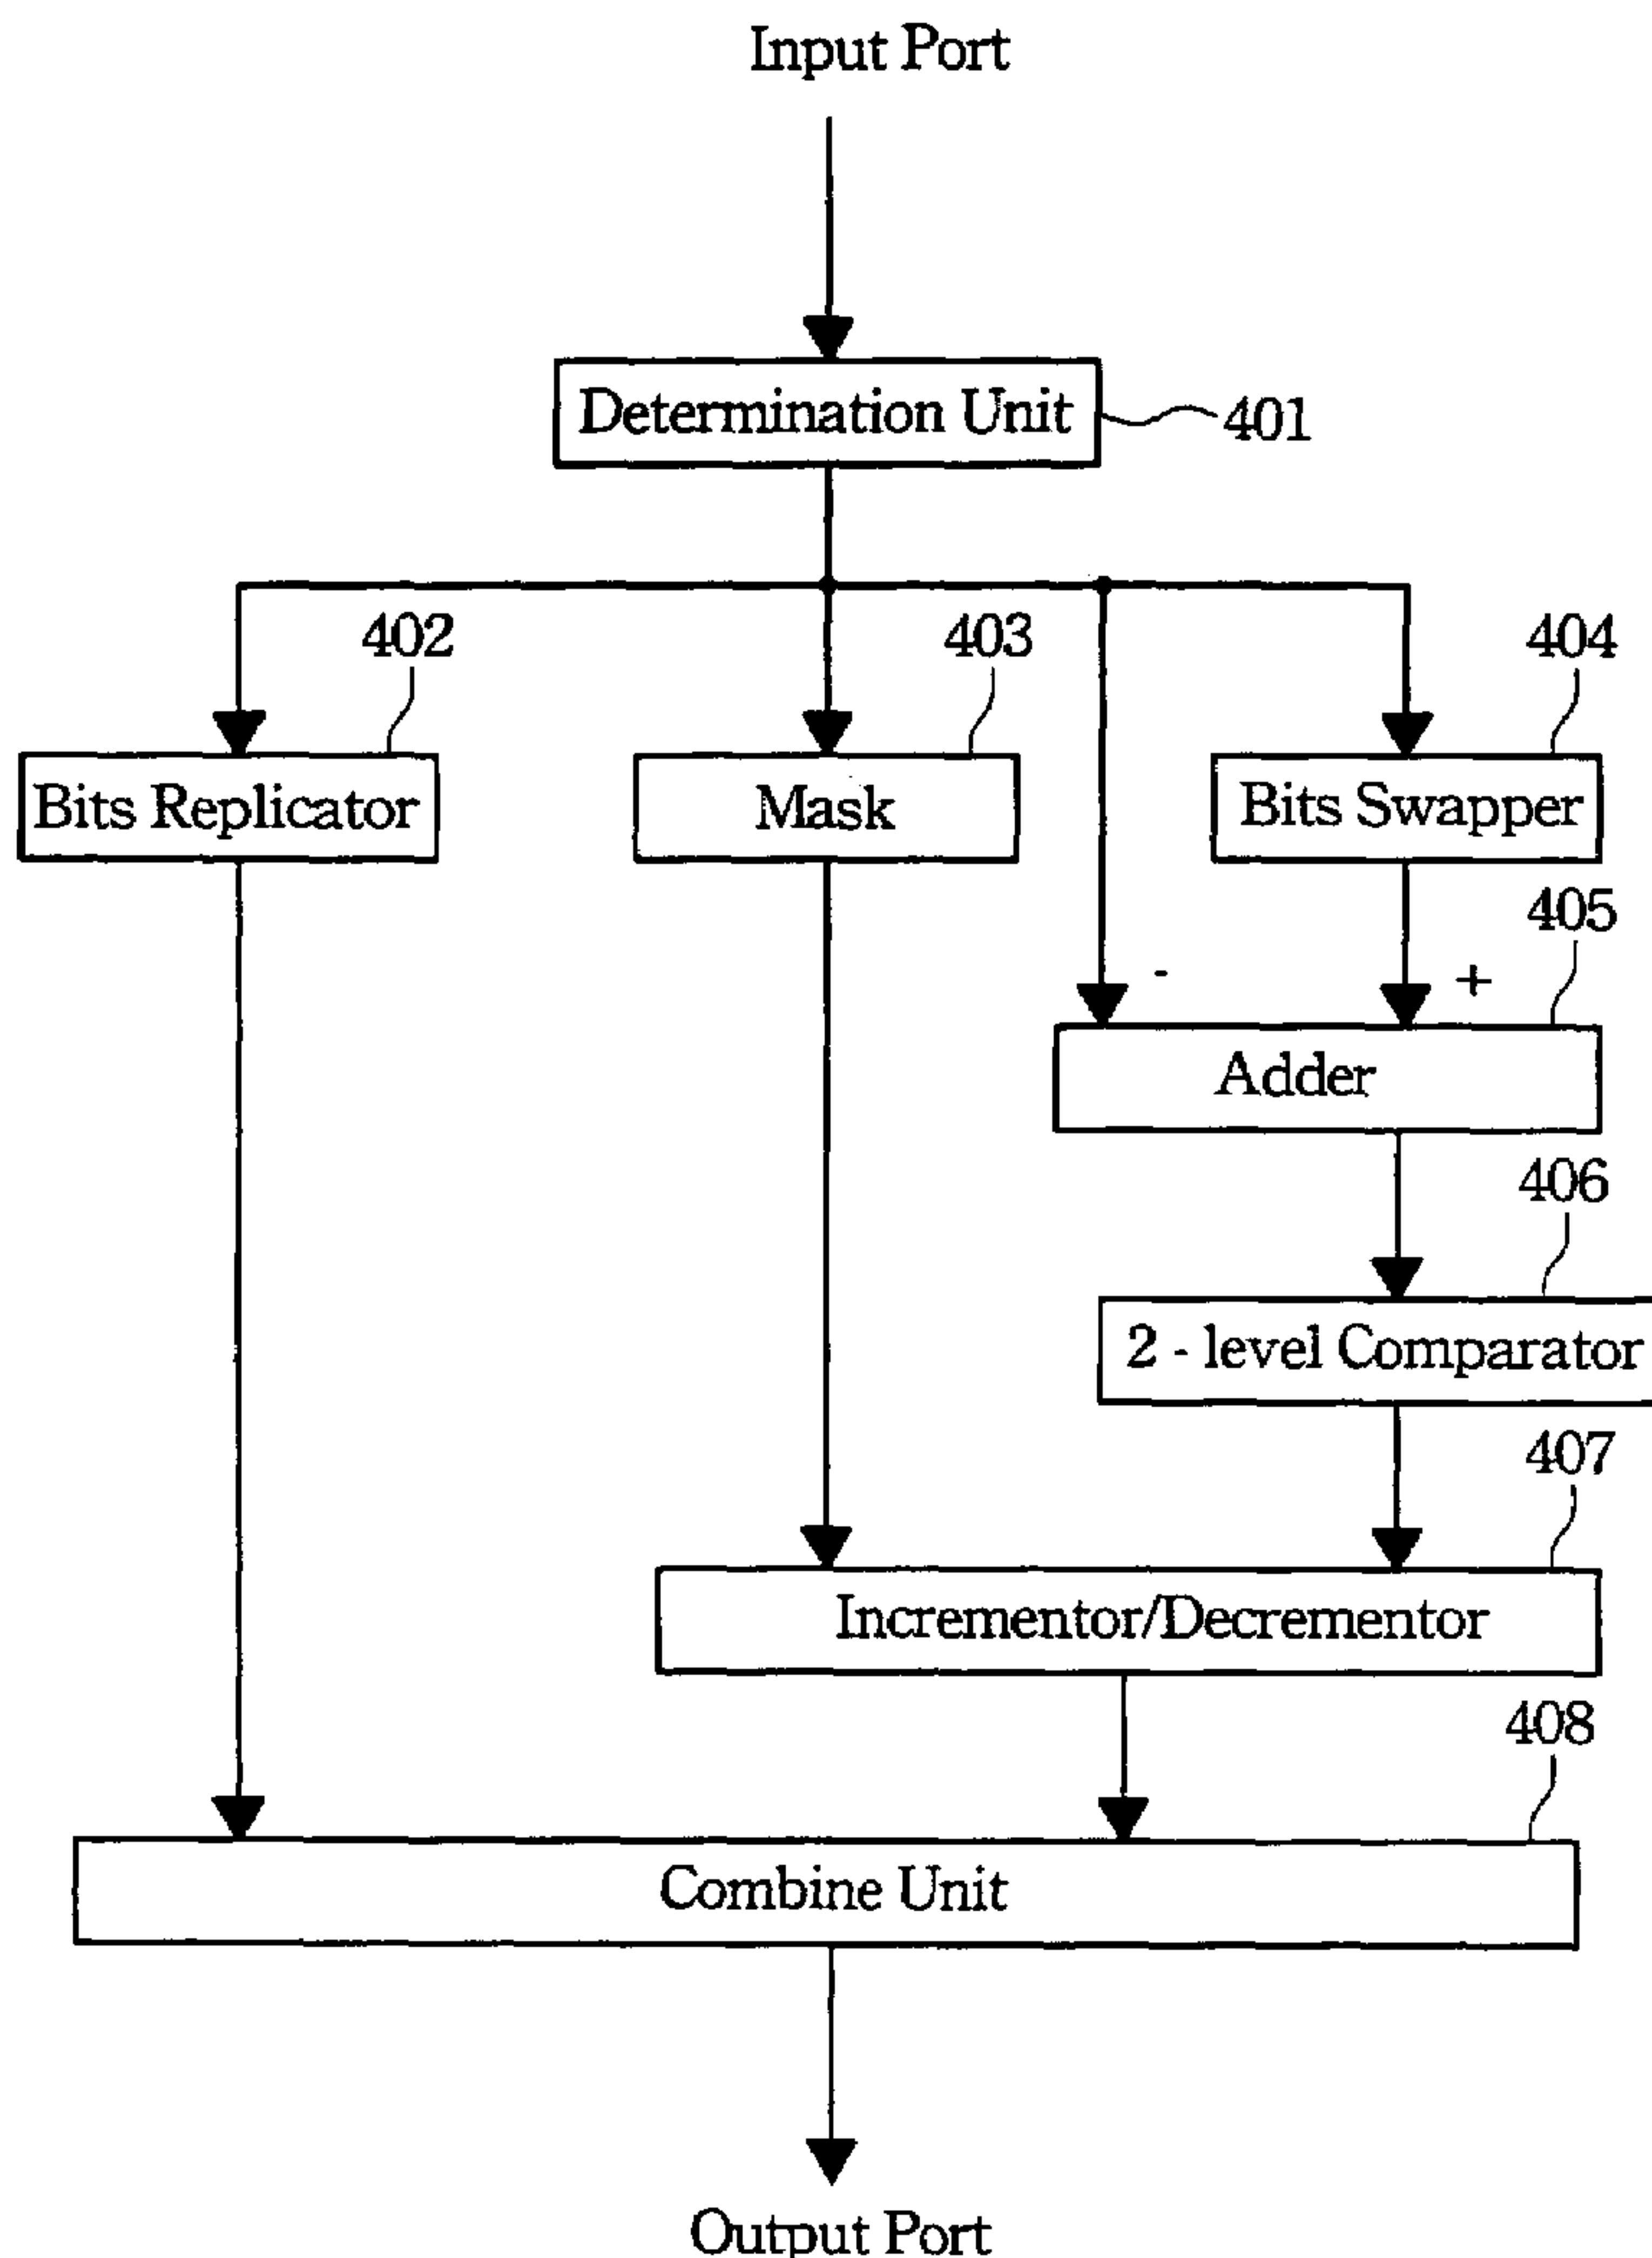 Input Port
Determination Unit
401
402
403
404
Bits Replicator
Mask
Bits Swapper
405
-
+
Adder
406
2 - level Comparator
407
Incrementor/Decrementor
408
Combine Unit
Output Port